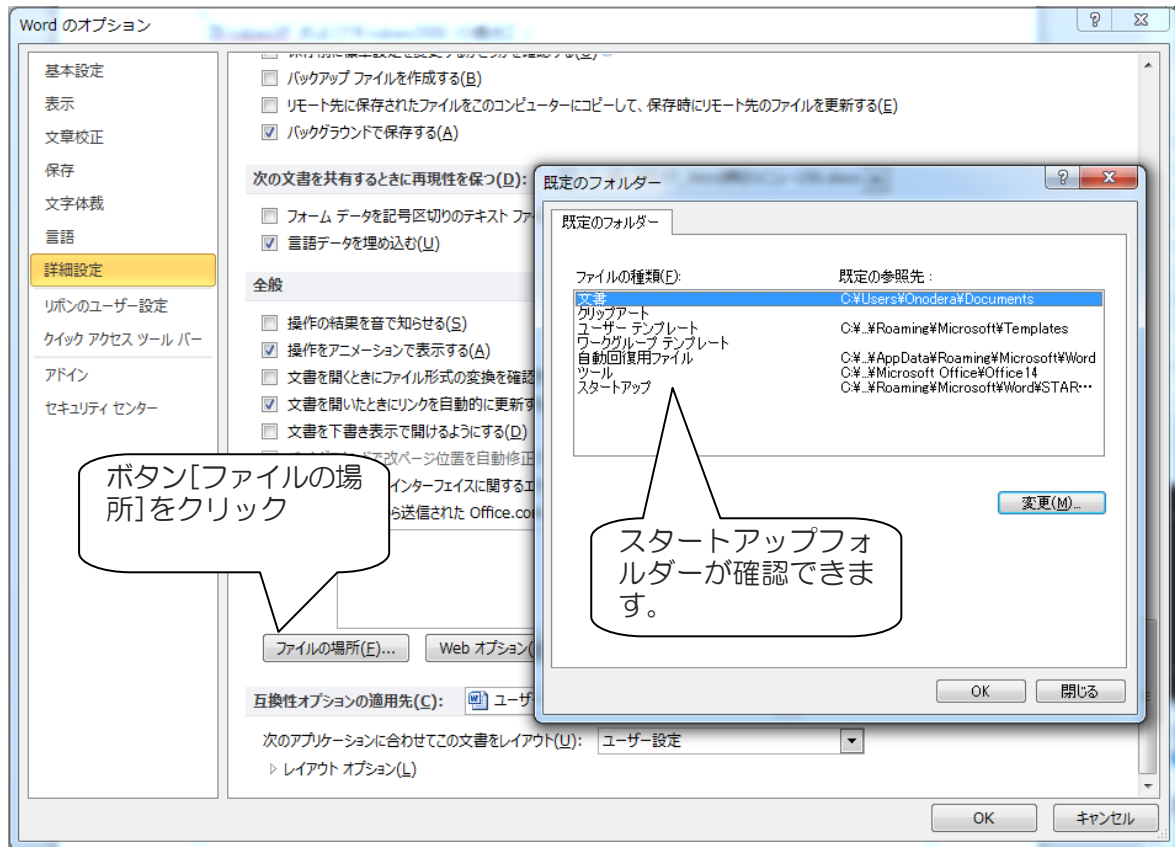 Word のオプション
基本設定
表示
文章校正
保存
文字体裁
言語
詳細設定
リボンのユーザー設定
クイック アクセス ツール バー
アドイン
セキュリティ センター
バックアップ ファイルを作成する(B)
リモート先に保存されたファイルをこのコンピューターにコピーして、保存時にリモート先のファイルを更新する(E)
バックグラウンドで保存する(A)
次の文書を共有するときに再現性を保つ(D):
フォーム データを記号区切りのテキスト ファ
言語データを埋め込む(U)
全般
操作の結果を音で知らせる(S)
操作をアニメーションで表示する(A)
文書を開くときにファイル形式の変換を確認
文書を開いたときにリンクを自動的に更新す
文書を下書き表示で開けるようにする(D)
で改ページ位置を自動修正
インターフェイスに関するエ
ら送信された Office.co
ボタン[ファイルの場
所]をクリック
ファイルの場所(F)...
Web オプション(
互換性オプションの適用先(C):
ユーザ
次のアプリケーションに合わせてこの文書をレイアウト(U):
ユーザー設定
レイアウト オプション(L)
OK
キャンセル
既定のフォルダー
既定のフォルダー
ファイルの種類(F):
既定の参照先 :
文書 C:¥Users¥Onodera¥Documents
クリップアート
ユーザー テンプレート C:¥...¥Roaming¥Microsoft¥Templates
ワークグループ テンプレート
自動回復用ファイル C:¥...¥AppData¥Roaming¥Microsoft¥Word
ツール C:¥...¥Microsoft Office¥Office14
スタートアップ C:¥...¥Roaming¥Microsoft¥Word¥STAR…
変更(M)...
スタートアップフォ
ルダーが確認できま
す。
OK
閉じる